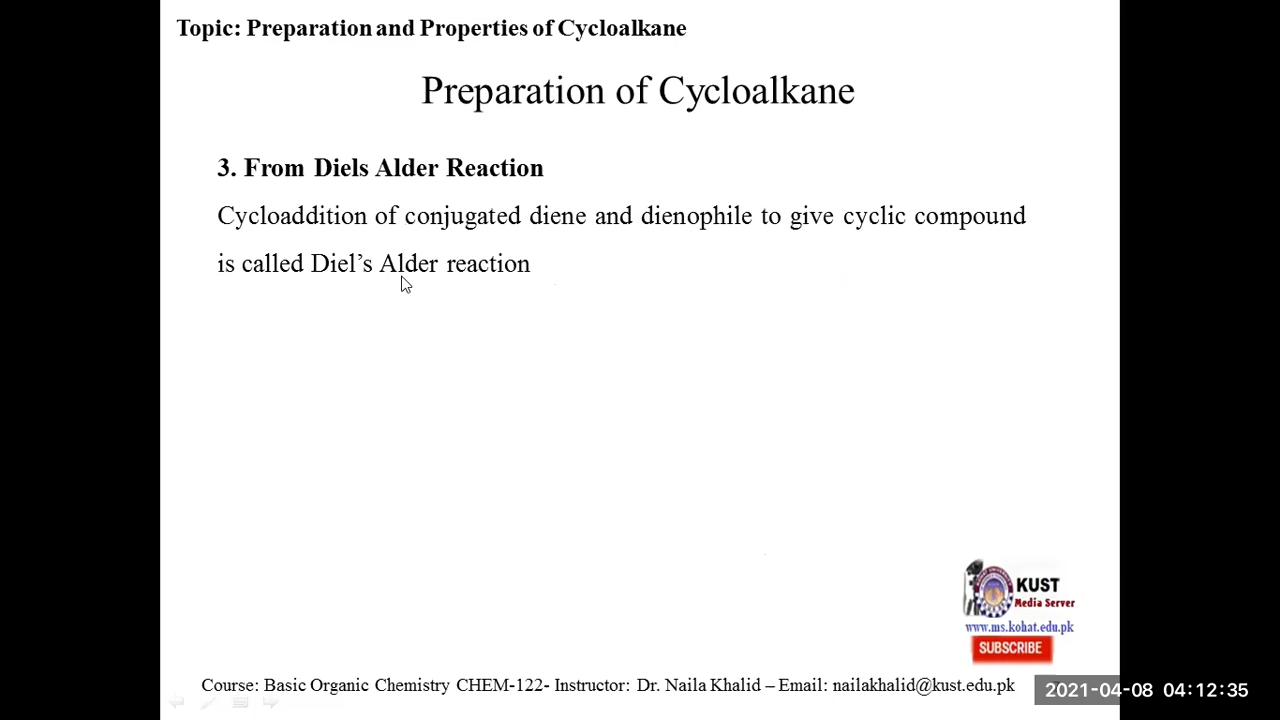 Topic: Preparation and Properties of Cycloalkane
Preparation of Cycloalkane
3. From Diels Alder Reaction
Cycloaddition of conjugated diene and dienophile to give cyclic compound
is called Diel’s Alder reaction
KUST
Media Server
www.ms.kohat.edu.pk
SUBSCRIBE
Course: Basic Organic Chemistry CHEM-122- Instructor: Dr. Naila Khalid – Email: nailakhalid@kust.edu.pk
2021-04-08 04:12:35